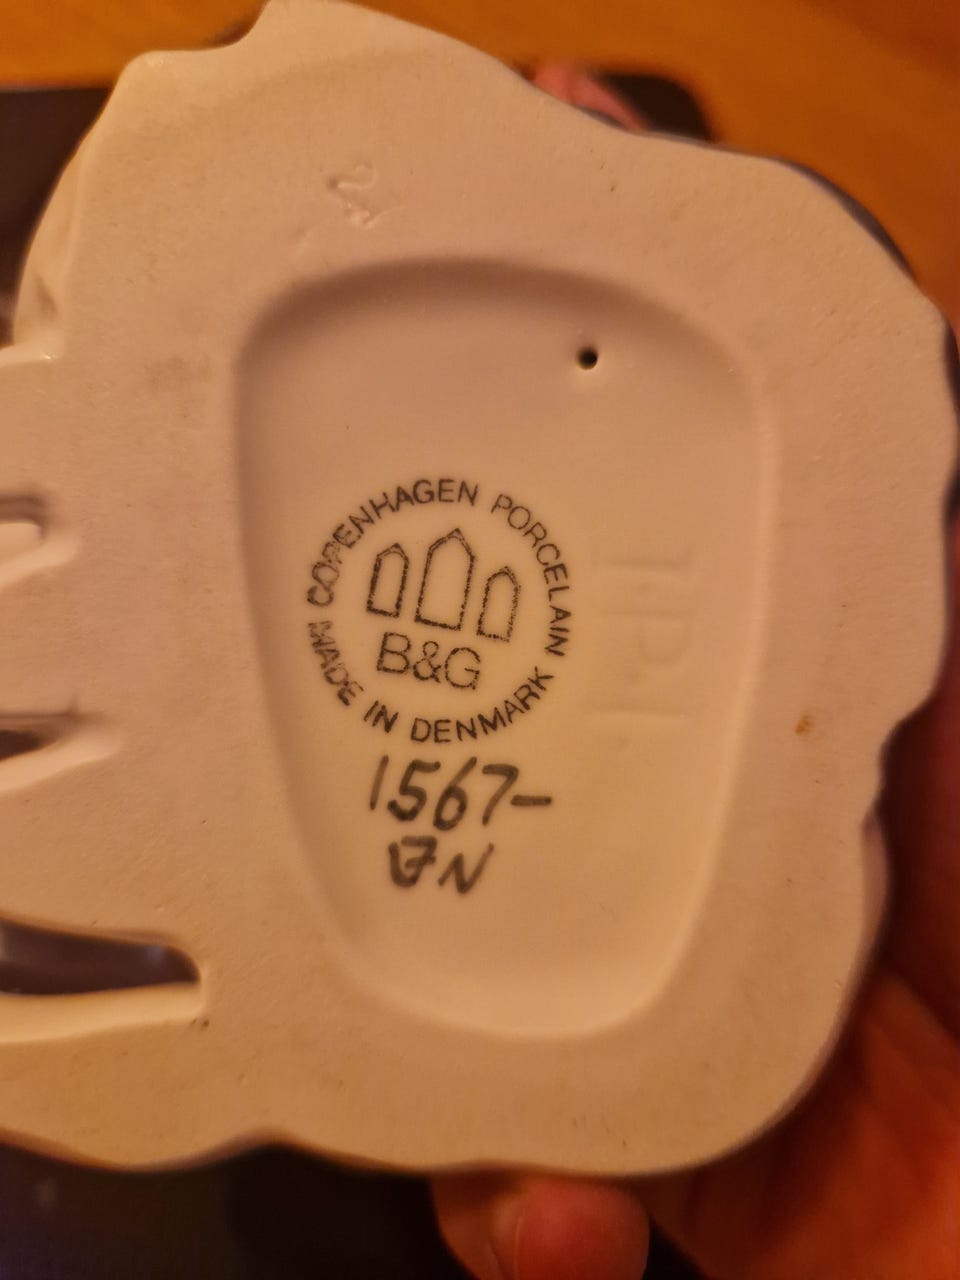 COPENHAGEN PORCELAIN
B&G
MADE IN DENMARK
1567-